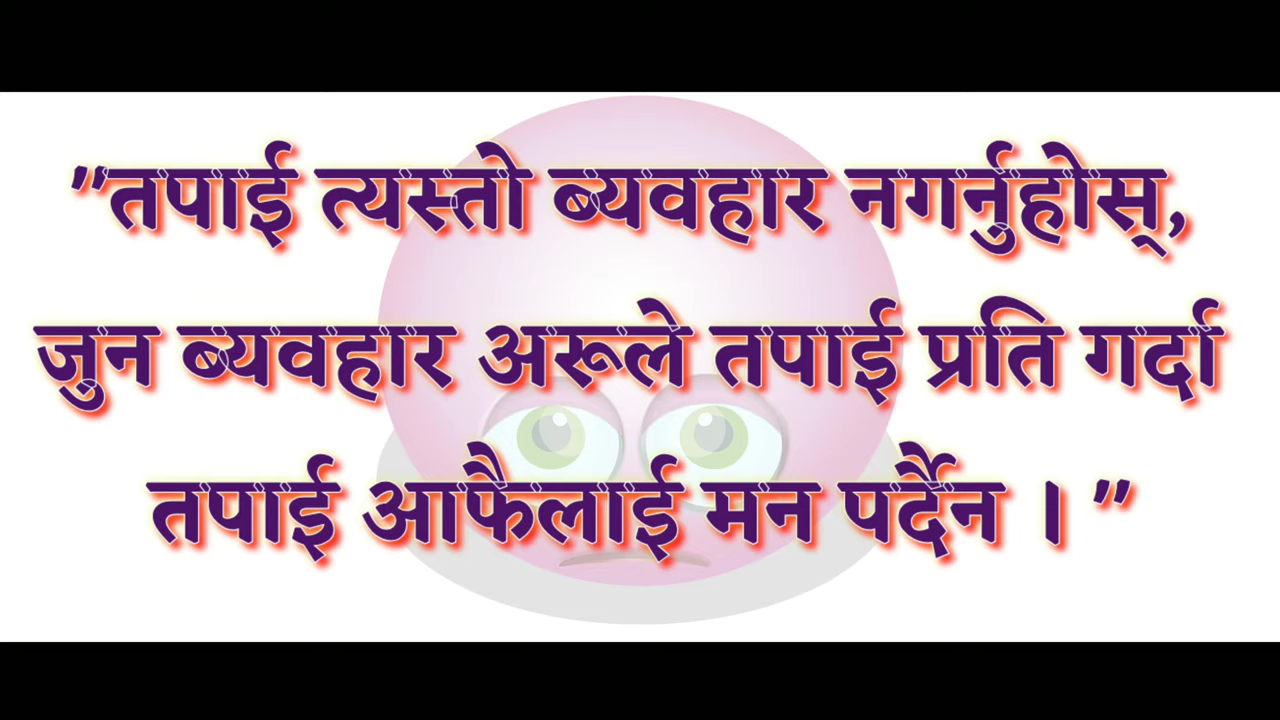 "तपाई त्यस्तो ब्यवहार नगर्नुहोस्,
जुन ब्यवहार अरूले तपाई प्रति गर्दा
तपाई आफैलाई मन पर्दैन । "